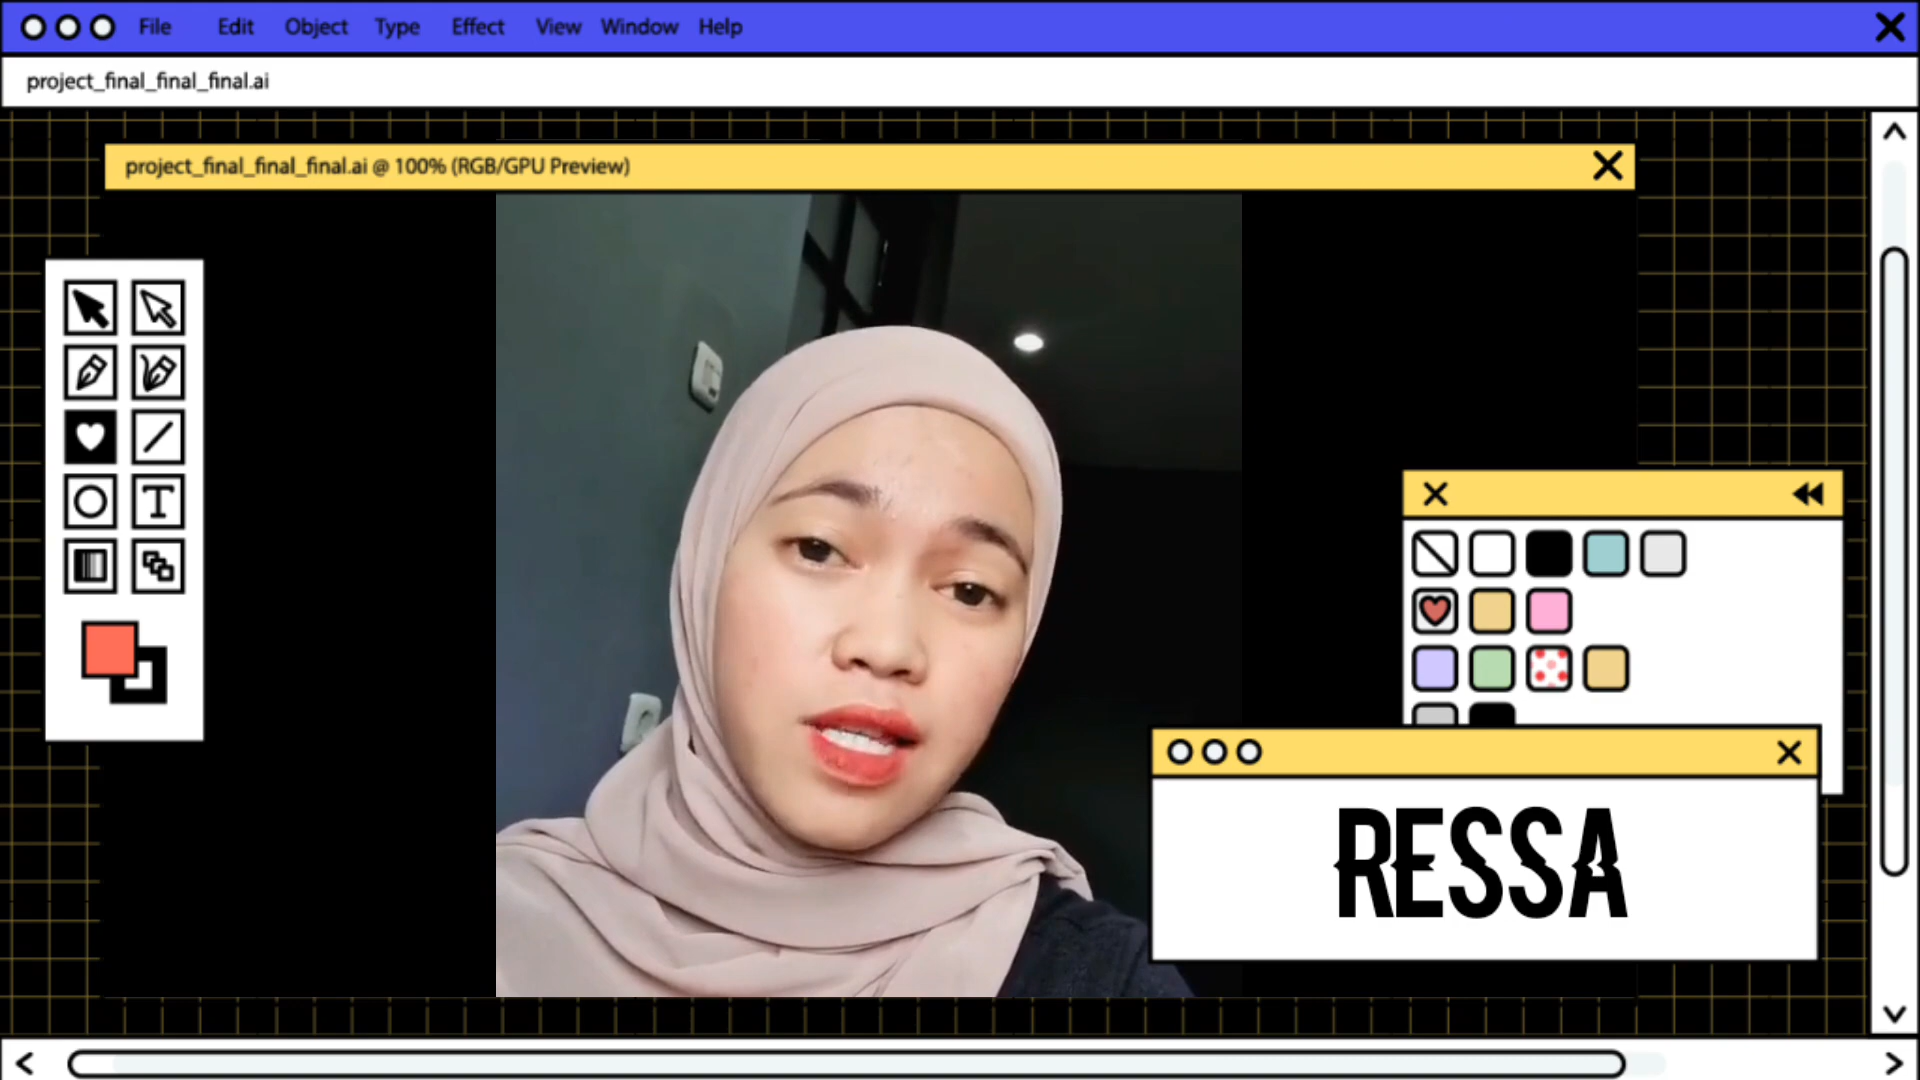 File Edit Object Type Effect View Window Help
project_final_final_final.ai
project_final_final_final.ai @ 100% (RGB/GPU Preview)
T
RESSA